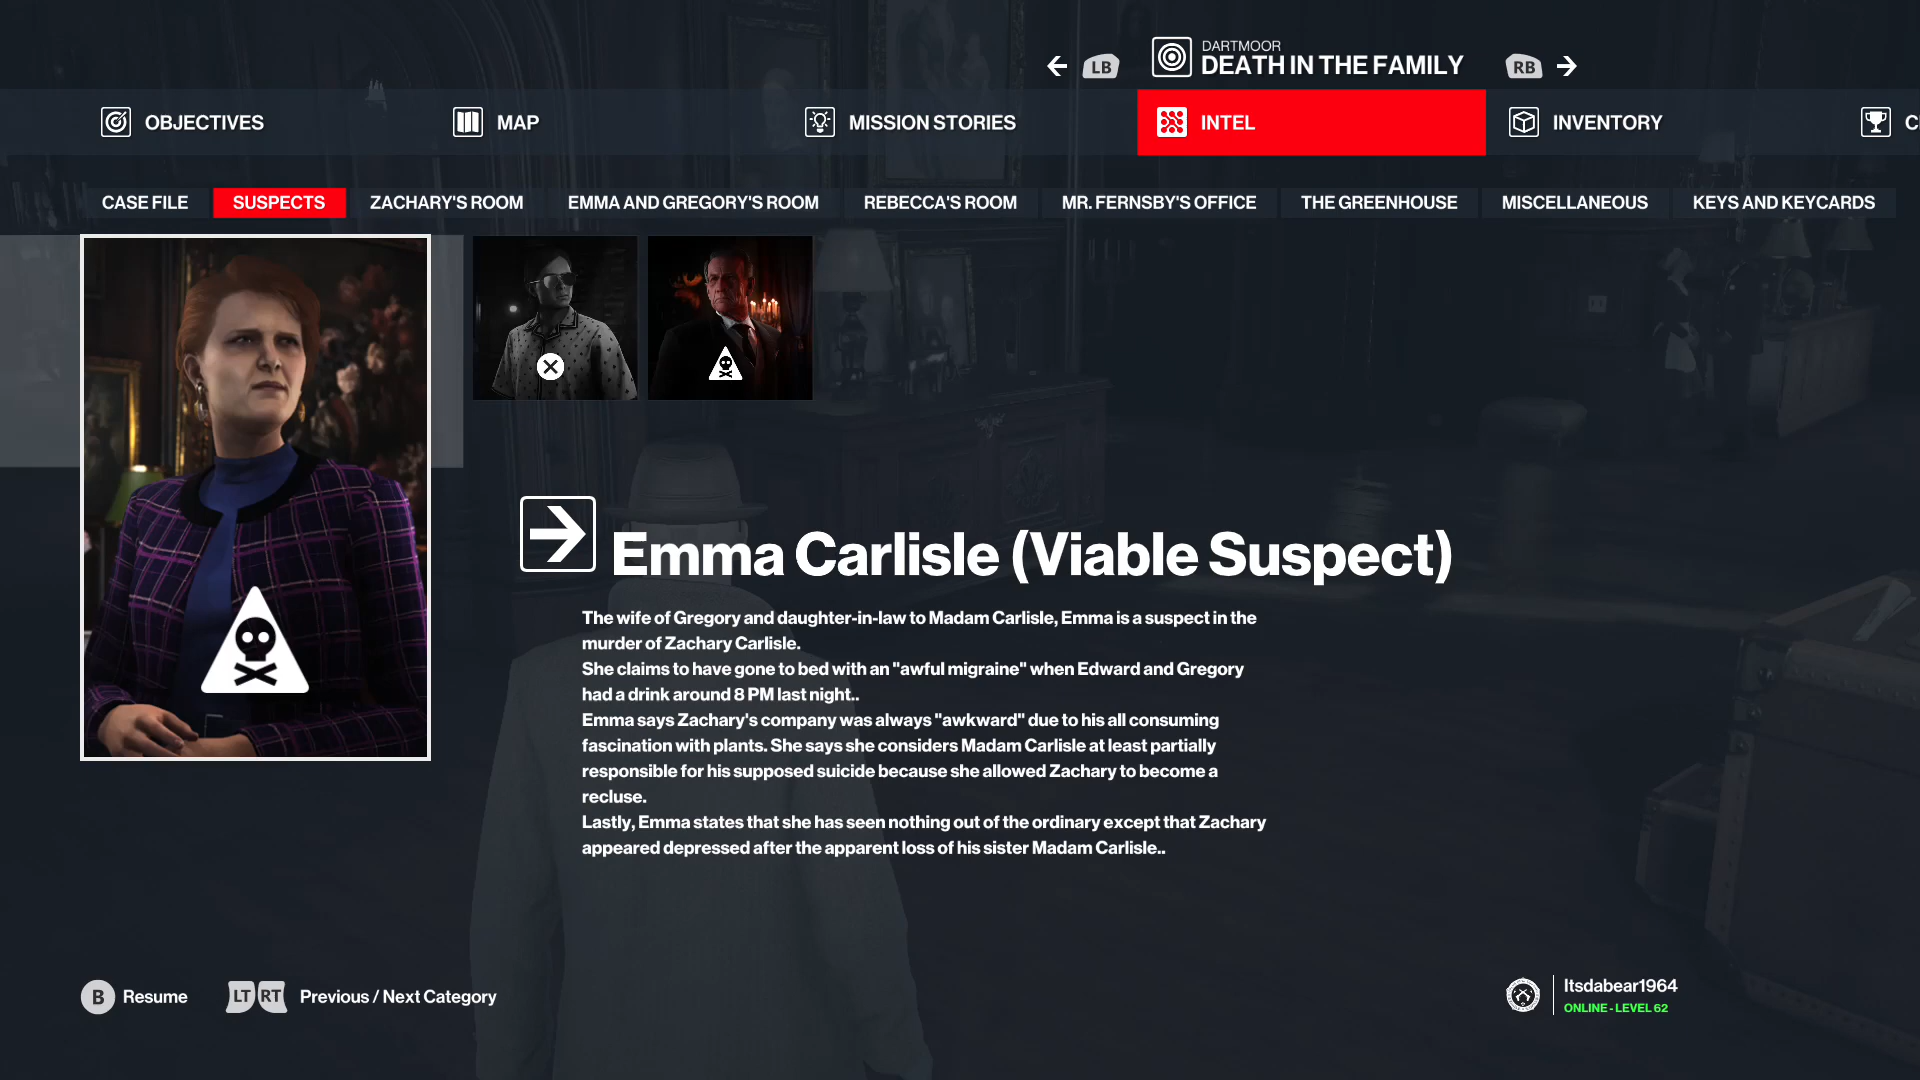 DARTMOOR
LB DEATH IN THE FAMILY RB
OBJECTIVES MAP MISSION STORIES INTEL INVENTORY C
CASE FILE SUSPECTS ZACHARY'S ROOM EMMA AND GREGORY'S ROOM REBECCA'S ROOM MR. FERNSBY'S OFFICE THE GREENHOUSE MISCELLANEOUS KEYS AND KEYCARDS
Emma Carlisle (Viable Suspect)
The wife of Gregory and daughter-in-law to Madam Carlisle, Emma is a suspect in the
murder of Zachary Carlisle.
She claims to have gone to bed with an "awful migraine" when Edward and Gregory
had a drink around 8 PM last night..
Emma says Zachary's company was always "awkward" due to his all consuming
fascination with plants. She says she considers Madam Carlisle at least partially
responsible for his supposed suicide because she allowed Zachary to become a
recluse.
Lastly, Emma states that she has seen nothing out of the ordinary except that Zachary
appeared depressed after the apparent loss of his sister Madam Carlisle..
B Resume LT RT Previous / Next Category
Itsdabear1964
ONLINE - LEVEL 62